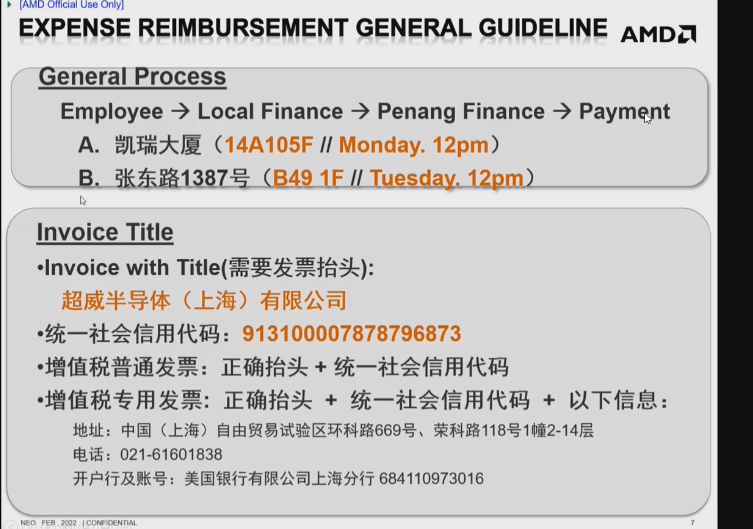 [AMD Official Use Only]
EXPENSE REIMBURSEMENT GENERAL GUIDELINE
AMD
General Process
Employee → Local Finance → Penang Finance → Payment
A. 凯瑞大厦（14A105F // Monday. 12pm）
B. 张东路1387号（B49 1F // Tuesday. 12pm）
Invoice Title
•Invoice with Title(需要发票抬头):
超威半导体（上海）有限公司
•统一社会信用代码：913100007878796873
•增值税普通发票：正确抬头 + 统一社会信用代码
•增值税专用发票：正确抬头 + 统一社会信用代码 + 以下信息：
地址：中国（上海）自由贸易试验区环科路669号、荣科路118号1幢2-14层
电话：021-61601838
开户行及账号：美国银行有限公司上海分行 684110973016
NEO FEB , 2022 | CONFIDENTIAL
7